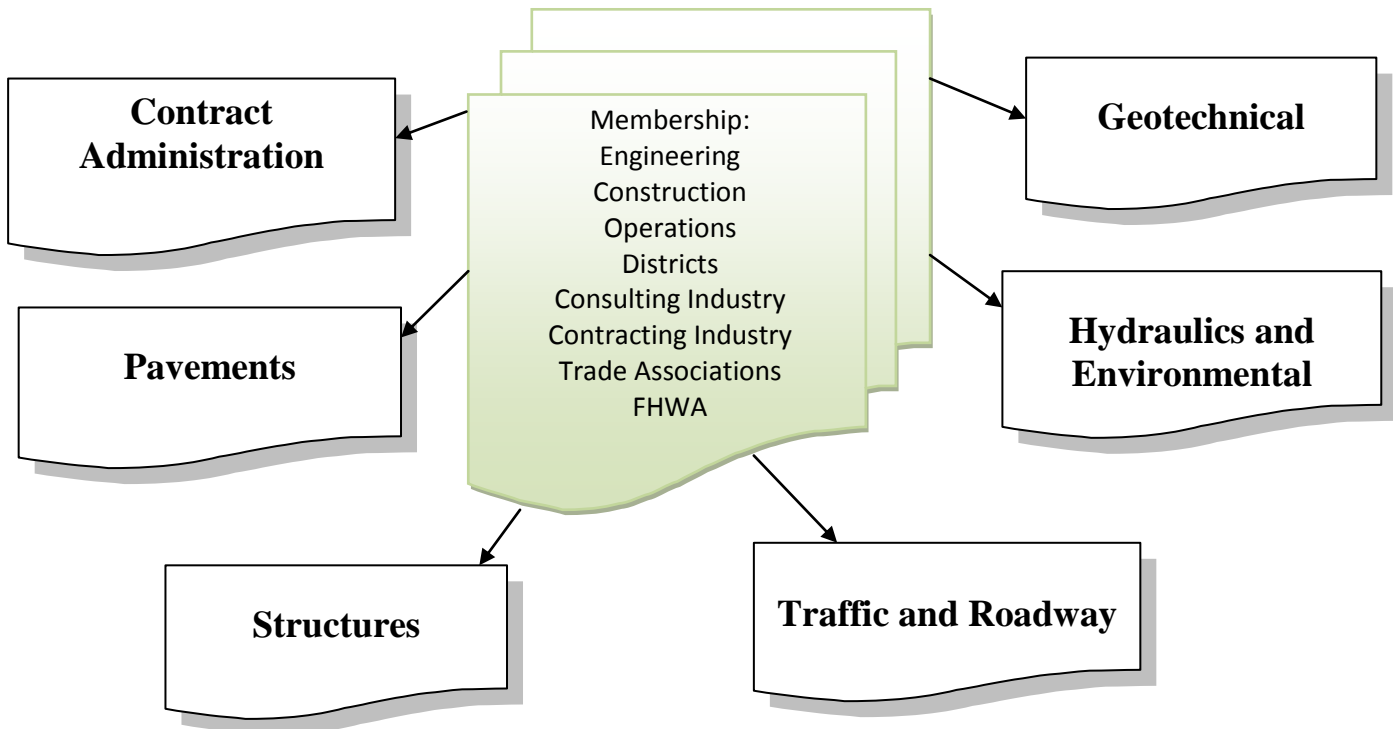 Contract
Administration
Membership:
Engineering
Construction
Operations
Districts
Consulting Industry
Contracting Industry
Trade Associations
FHWA
Geotechnical
Pavements
Hydraulics and
Environmental
Structures
Traffic and Roadway